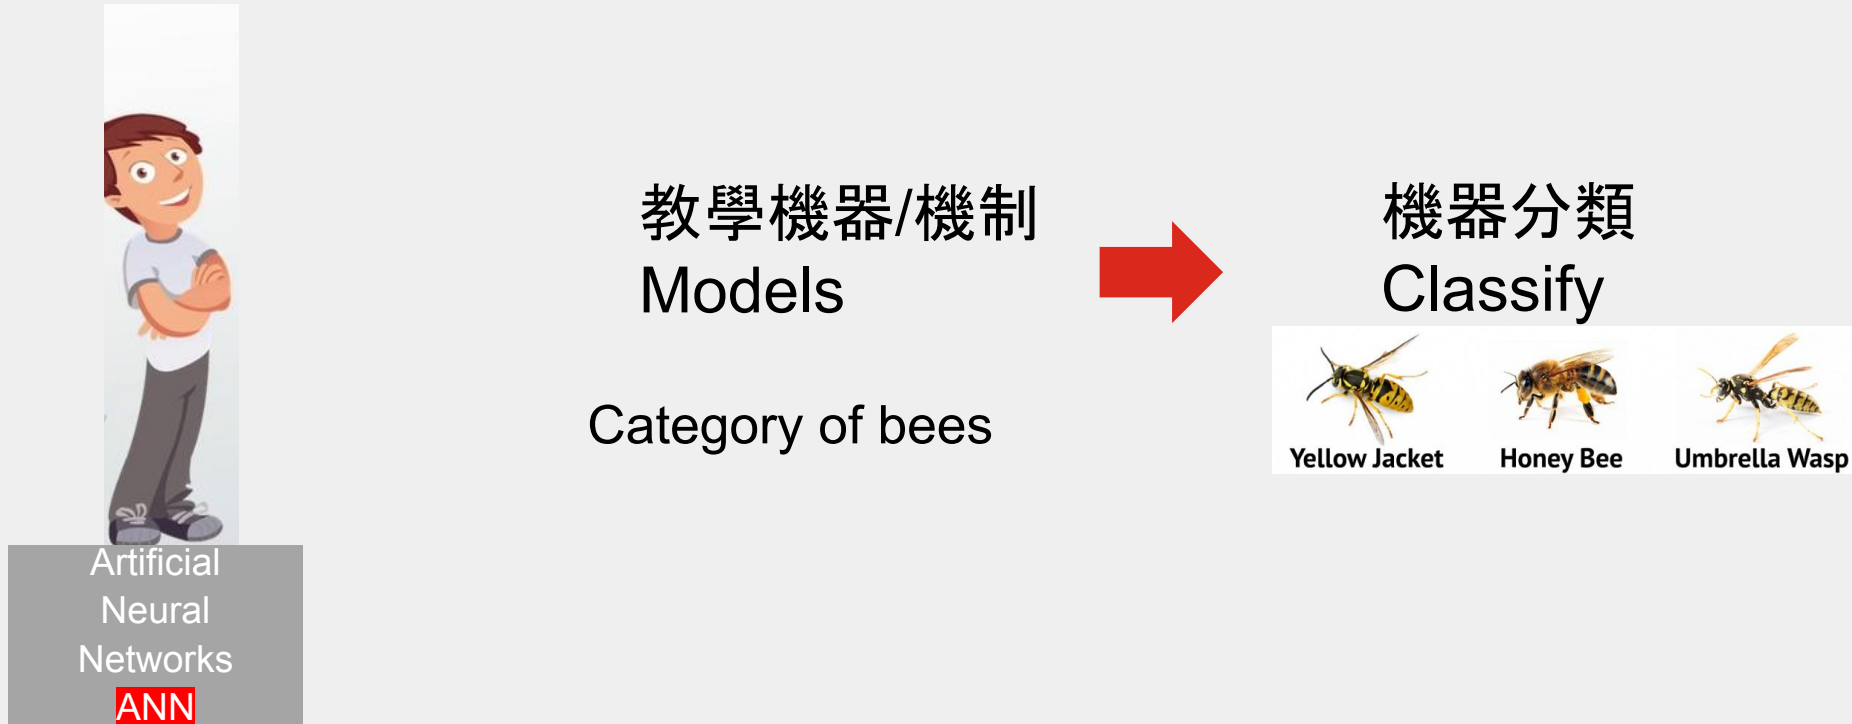 教學機器/機制
Models
機器分類
Classify
Category of bees
Yellow Jacket
Honey Bee
Umbrella Wasp
Artificial
Neural
Networks
ANN